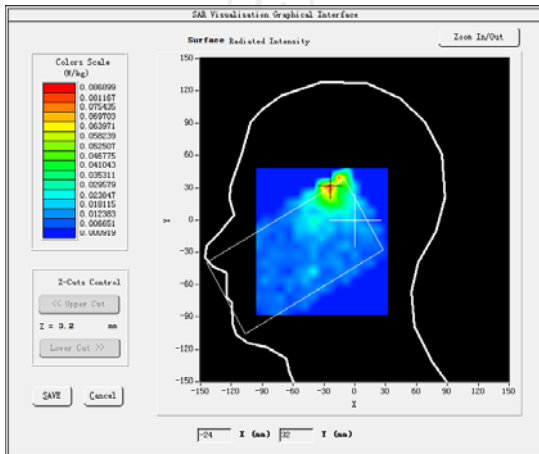 SAR Visualisation Graphical Interface
Surface Radiated Intensity
Zoom In/Out
Colors Scale
(W/kg)
0.086899
0.081167
0.075435
0.069703
0.063971
0.058239
0.052507
0.046775
0.041043
0.035311
0.029579
0.023847
0.018115
0.012383
0.006651
0.000919
Z-Cuts Control
<< Upper Cut
Z = 3.2 mm
Lower Cut >>
SAVE
Cancel
150
120
90
60
30
0
-30
-60
-90
-120
-150
Y
-150 -120 -90 -60 -30 0 30 60 90 120 150
X
-24 X (mm) 32 Y (mm)